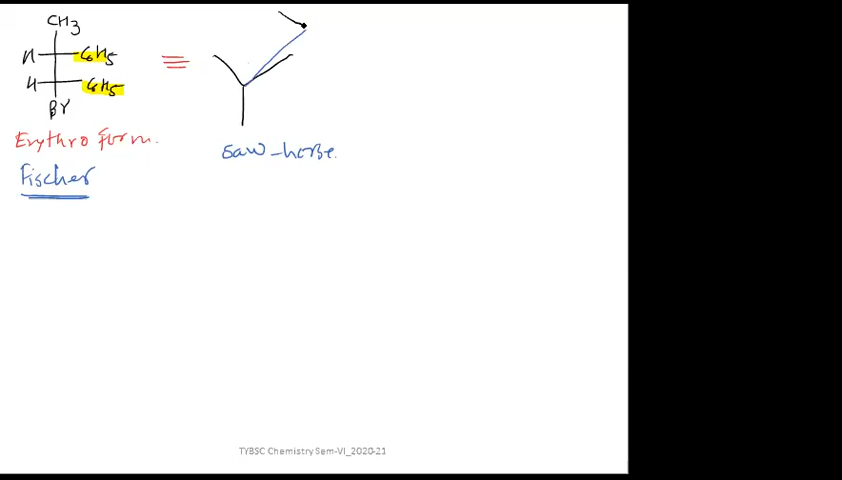 CH3
H C6H5
H C6H5
Br
Erythro form.
Fischer
Saw-horse.
TYBSC Chemistry Sem-VI_2020-21